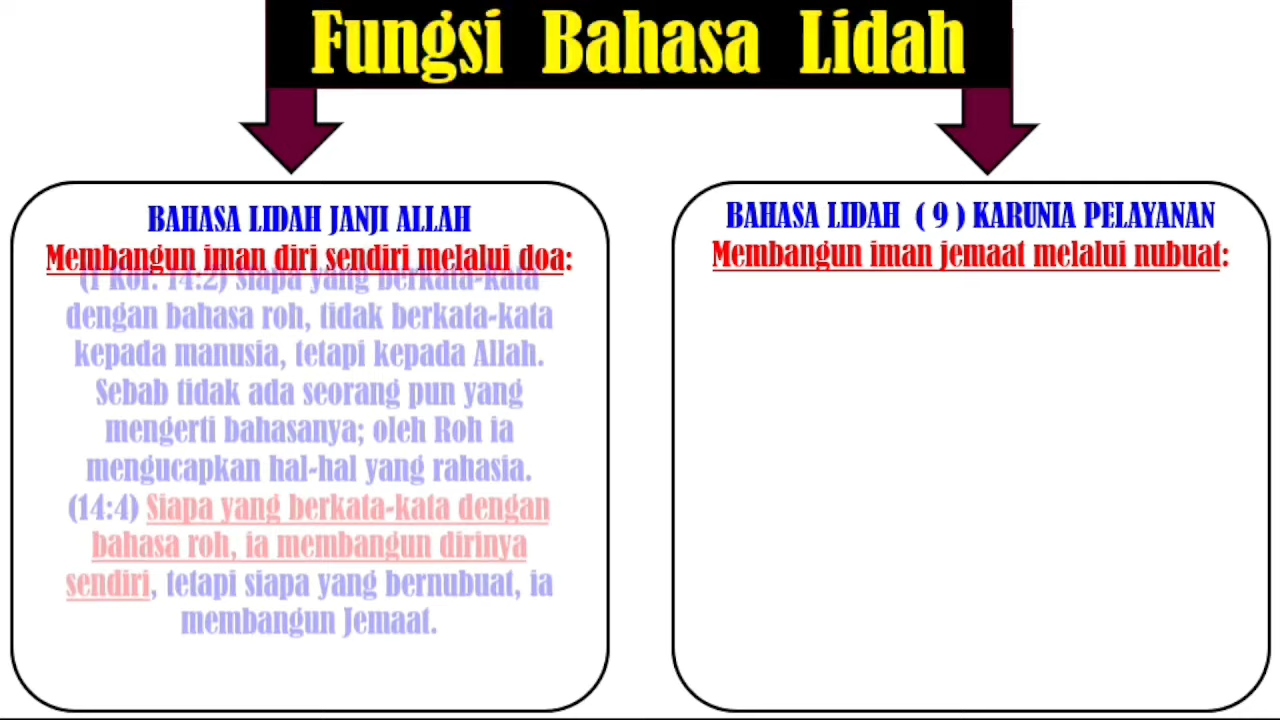 Fungsi Bahasa Lidah
BAHASA LIDAH JANJI ALLAH
Membangun iman diri sendiri melalui doa:
(1 Kor. 14:2) Siapa yang berkata-kata
dengan bahasa roh, tidak berkata-kata
kepada manusia, tetapi kepada Allah.
Sebab tidak ada seorang pun yang
mengerti bahasanya; oleh Roh ia
mengucapkan hal-hal yang rahasia.
(14:4) Siapa yang berkata-kata dengan
bahasa roh, ia membangun dirinya
sendiri, tetapi siapa yang bernubuat, ia
membangun Jemaat.
BAHASA LIDAH ( 9 ) KARUNIA PELAYANAN
Membangun iman jemaat melalui nubuat: